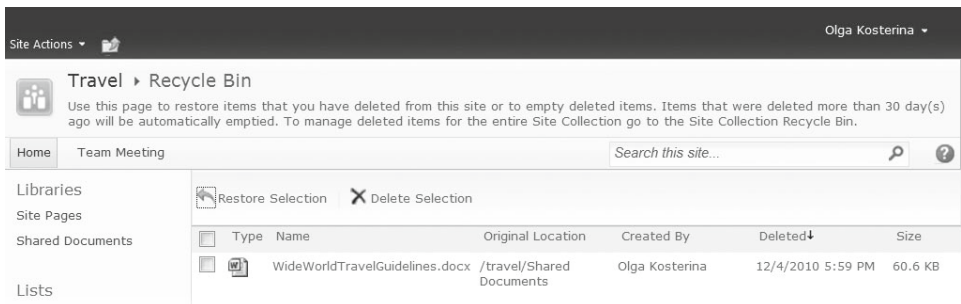 Olga Kosterina
Site Actions
Travel ▸ Recycle Bin
Use this page to restore items that you have deleted from this site or to empty deleted items. Items that were deleted more than 30 day(s)
ago will be automatically emptied. To manage deleted items for the entire Site Collection go to the Site Collection Recycle Bin.
Home Team Meeting Search this site...
Libraries
Site Pages
Shared Documents
Lists
Restore Selection Delete Selection
Type Name Original Location Created By Deleted↓ Size
WideWorldTravelGuidelines.docx /travel/Shared Olga Kosterina 12/4/2010 5:59 PM 60.6 KB
Documents